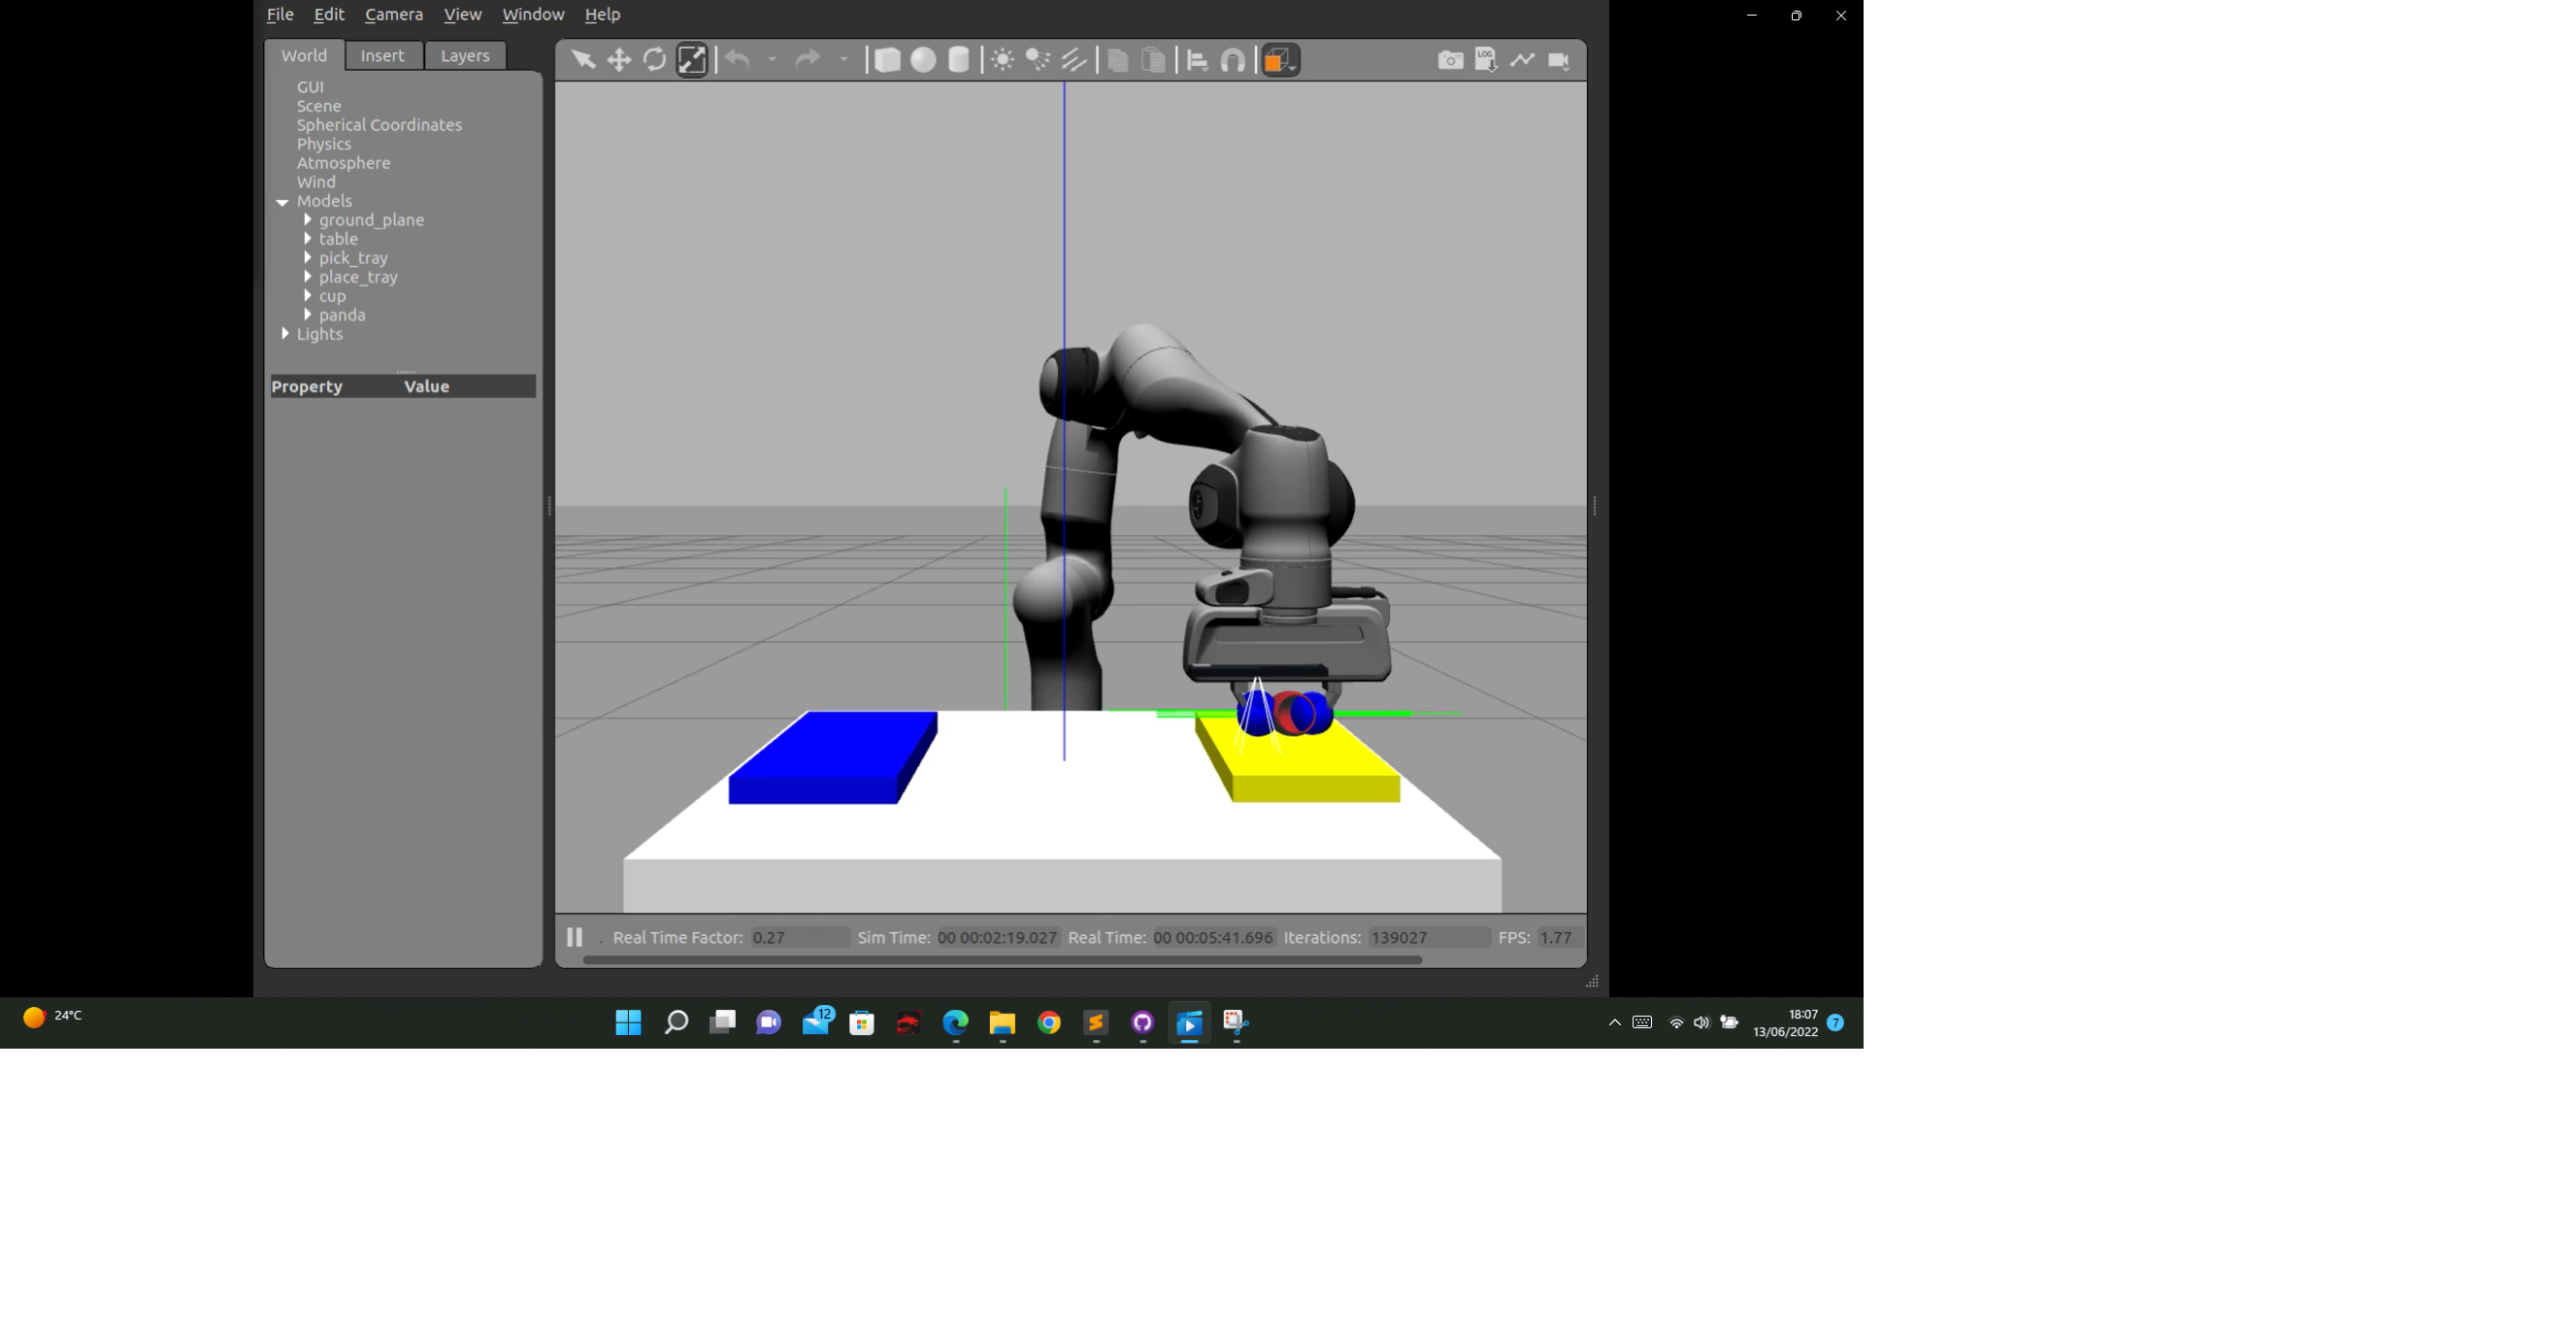 File Edit Camera View Window Help
World Insert Layers
GUI
Scene
Spherical Coordinates
Physics
Atmosphere
Wind
Models
ground_plane
table
pick_tray
place_tray
cup
panda
Lights
Property Value
LOG
Real Time Factor: 0.27 Sim Time: 00 00:02:19.027 Real Time: 00 00:05:41.696 Iterations: 139027 FPS: 1.77
24°C
12
18:07
13/06/2022
7